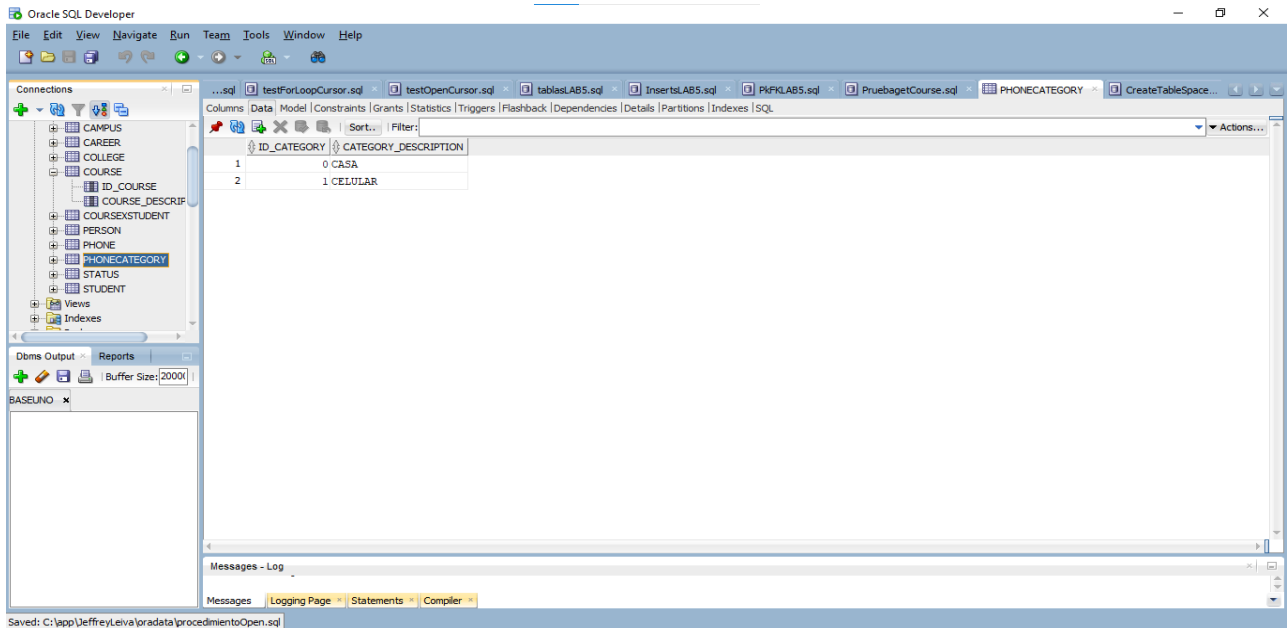 Oracle SQL Developer
File Edit View Navigate Run Team Tools Window Help
Connections
CAMPUS
CAREER
COLLEGE
COURSE
ID_COURSE
COURSE_DESCRIP
COURSEXSTUDENT
PERSON
PHONE
PHONECATEGORY
STATUS
STUDENT
Views
Indexes
Dbms Output Reports
Buffer Size: 20000
BASEUNO
...sql testForLoopCursor.sql testOpenCursor.sql tablasLAB5.sql InsertsLAB5.sql PkFKLAB5.sql PruebagetCourse.sql PHONECATEGORY CreateTableSpace...
Columns Data Model |Constraints |Grants |Statistics |Triggers |Flashback |Dependencies |Details |Partitions |Indexes |SQL
Sort.. Filter: Actions...
ID_CATEGORY CATEGORY_DESCRIPTION
1 0 CASA
2 1 CELULAR
Messages - Log
Messages Logging Page Statements Compiler
Saved: C:\app\JeffreyLeiva\oradata\procedimientoOpen.sql